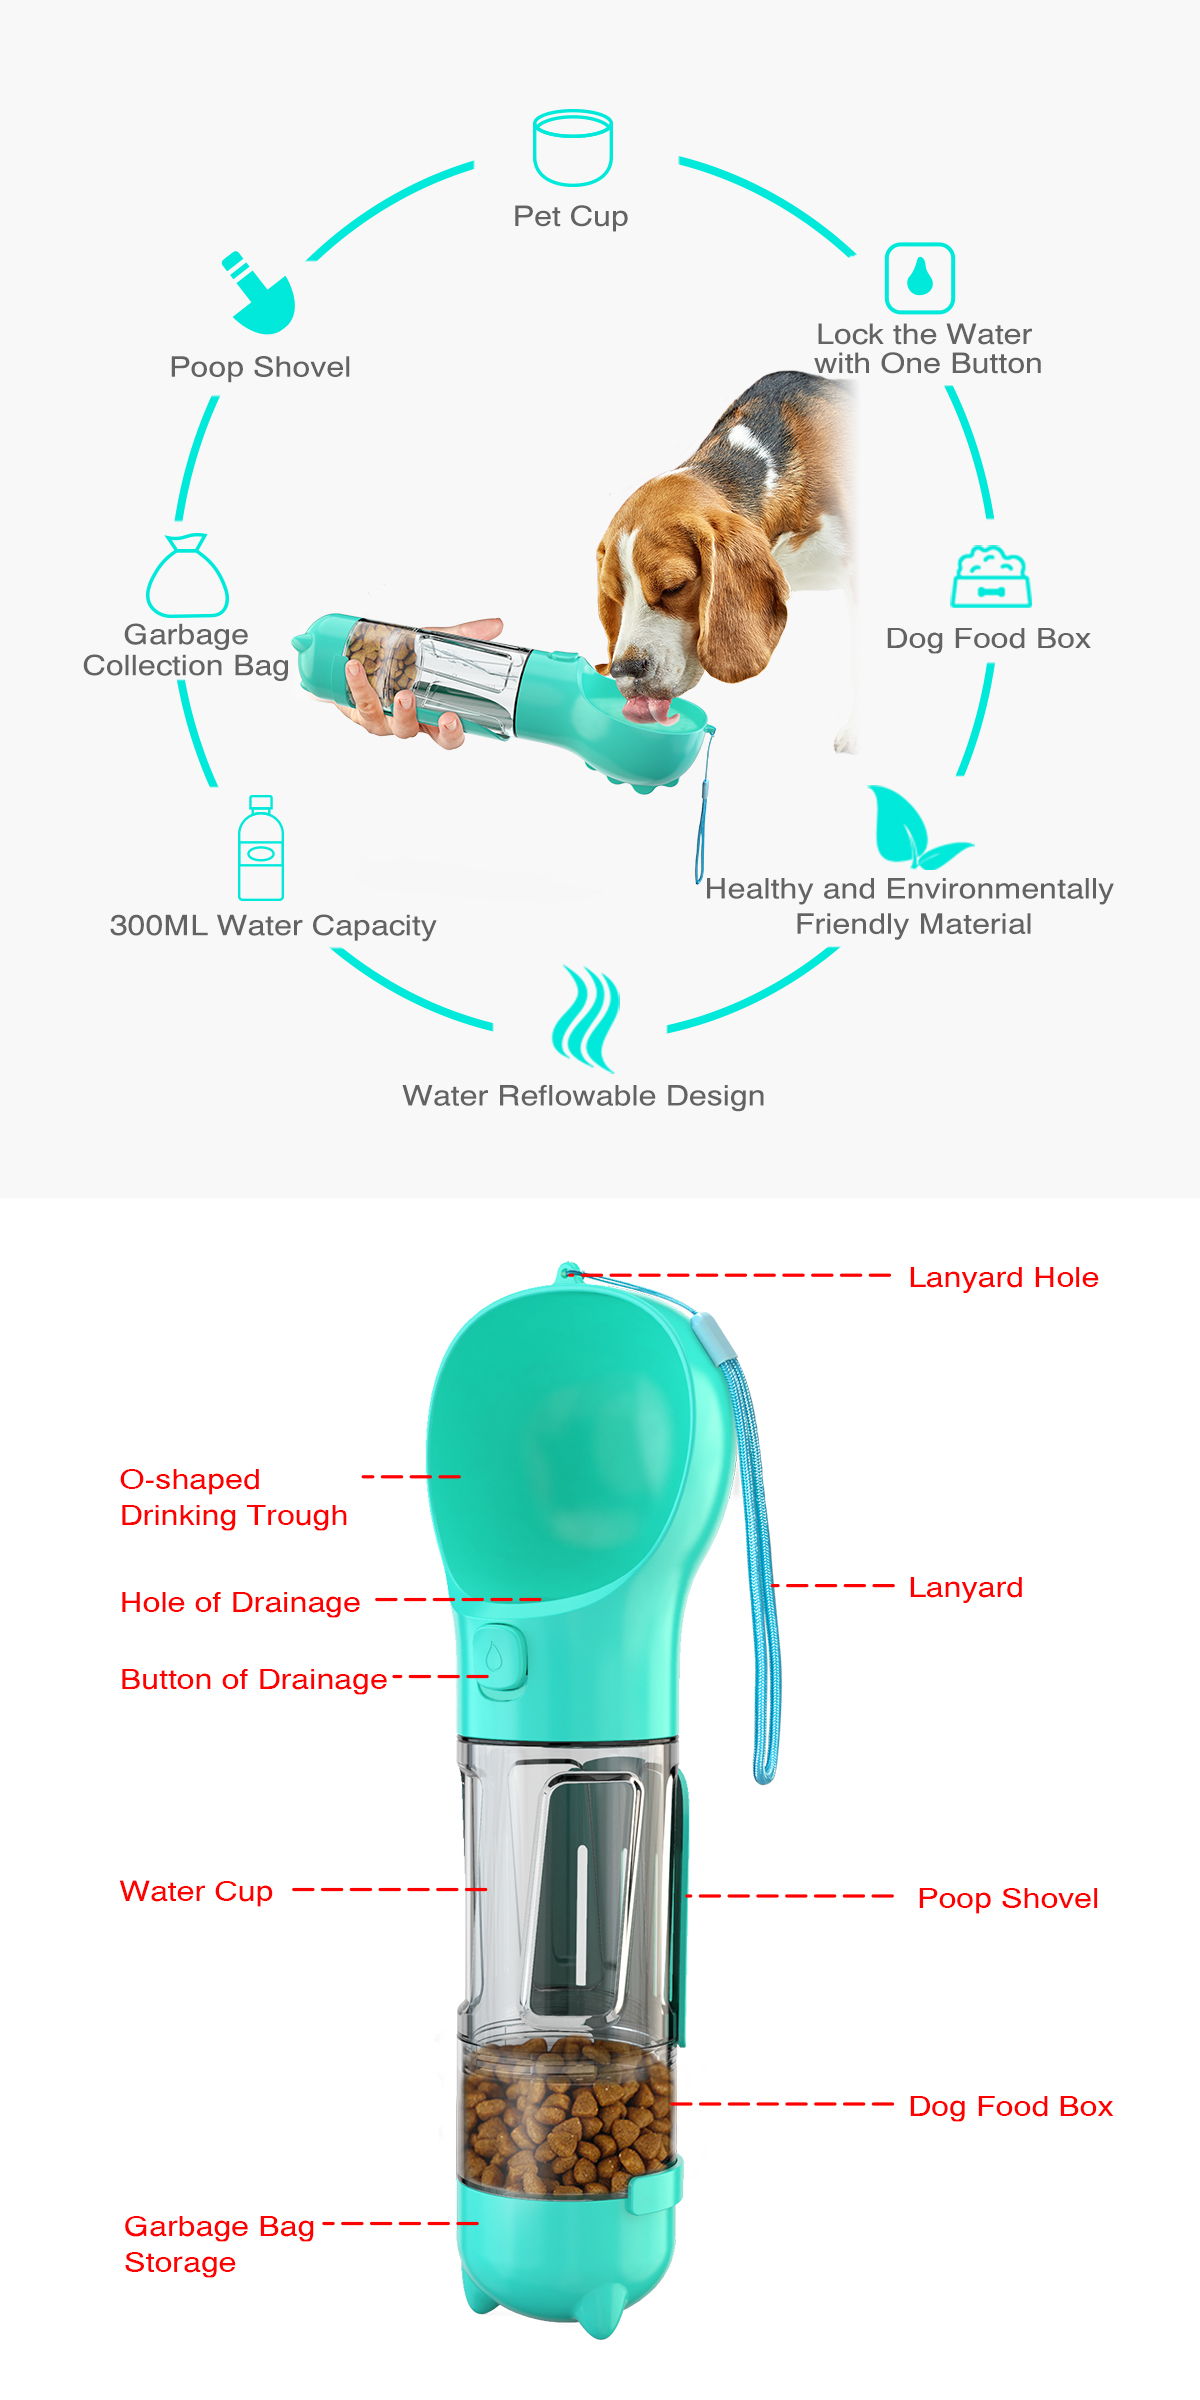 Pet Cup
Lock the Water
with One Button
Poop Shovel
Garbage
Collection Bag
Dog Food Box
300ML Water Capacity
Healthy and Environmentally
Friendly Material
Water Reflowable Design
Lanyard Hole
O-shaped
Drinking Trough
Hole of Drainage
Lanyard
Button of Drainage
Water Cup
Poop Shovel
Dog Food Box
Garbage Bag
Storage